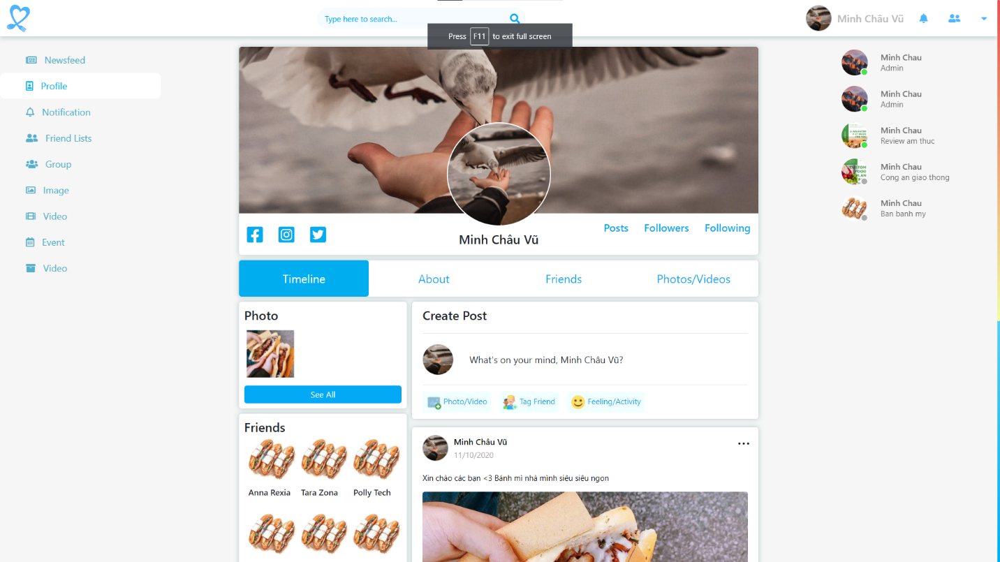 Type here to search...
Minh Châu Vũ
Press F11 to exit full screen
Newsfeed
Profile
Notification
Friend Lists
Group
Image
Video
Event
Video
Minh Châu Vũ
Posts
Followers
Following
Timeline
About
Friends
Photos/Videos
Photo
See All
Friends
Anna Rexia
Tara Zona
Polly Tech
Create Post
What's on your mind, Minh Châu Vũ?
Photo/Video
Tag Friend
Feeling/Activity
Minh Châu Vũ
11/10/2020
Xin chào các bạn <3 Bánh mì nhà mình siêu siêu ngon
Minh Chau
Admin
Minh Chau
Admin
Minh Chau
Review am thuc
Minh Chau
Cong an giao thong
Minh Chau
Ban banh my